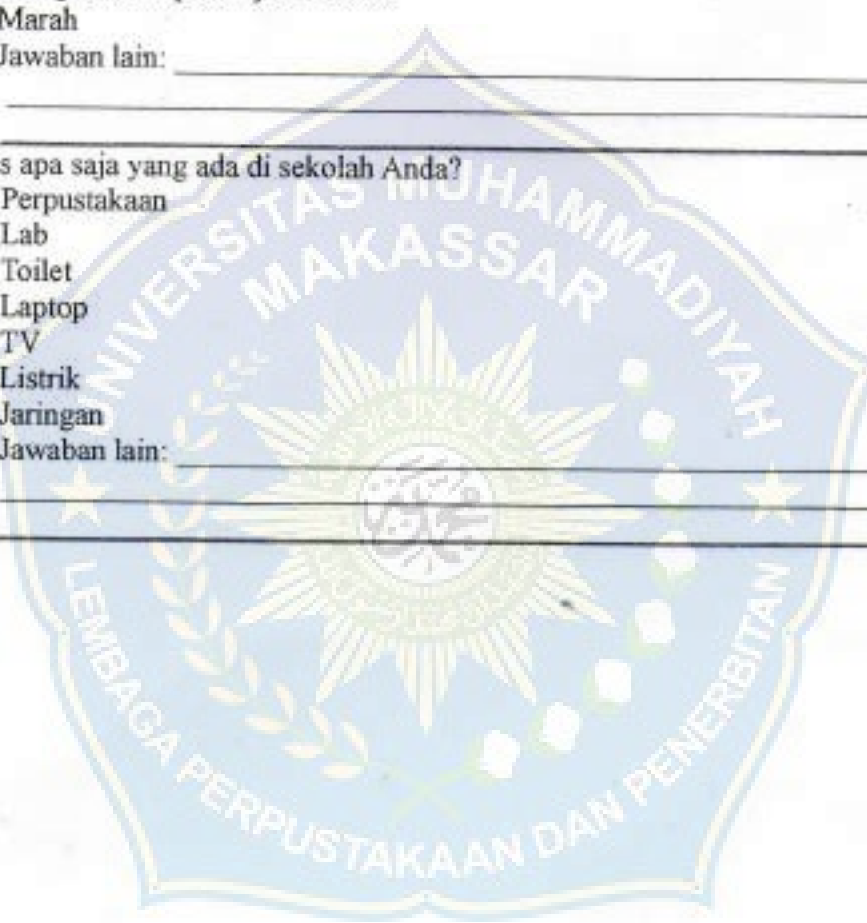 Marah
Jawaban lain:
s apa saja yang ada di sekolah Anda?
Perpustakaan
Lab
Toilet
Laptop
TV
Listrik
Jaringan
Jawaban lain:
UNIVERSITAS MUHAMMADIYAH
MAKASSAR
LEMBAGA PERPUSTAKAAN DAN PENERBITAN